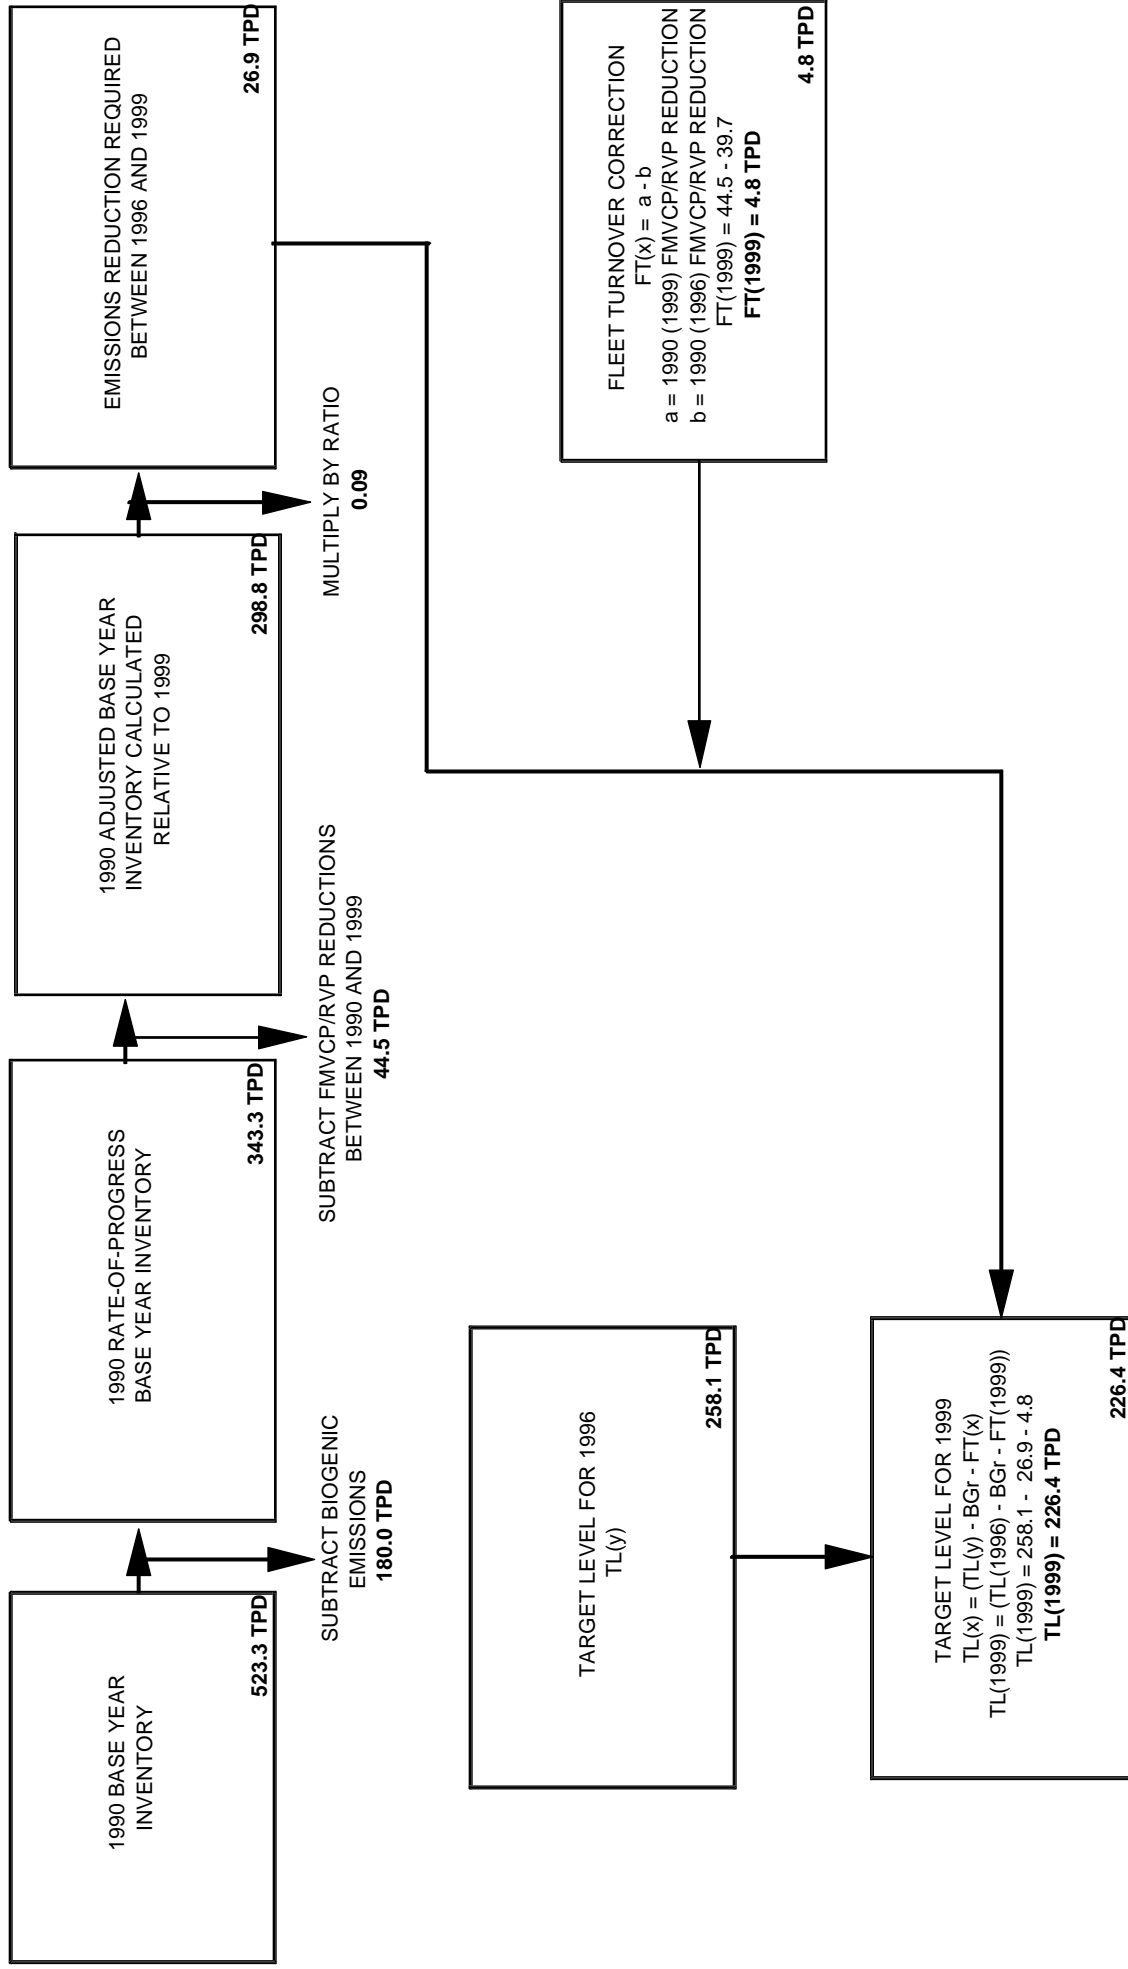 1990 BASE YEAR
INVENTORY
523.3 TPD
SUBTRACT BIOGENIC
EMISSIONS
180.0 TPD
1990 RATE-OF-PROGRESS
BASE YEAR INVENTORY
343.3 TPD
SUBTRACT FMVCP/RVP REDUCTIONS
BETWEEN 1990 AND 1999
44.5 TPD
1990 ADJUSTED BASE YEAR
INVENTORY CALCULATED
RELATIVE TO 1999
298.8 TPD
MULTIPLY BY RATIO
0.09
EMISSIONS REDUCTION REQUIRED
BETWEEN 1996 AND 1999
26.9 TPD
TARGET LEVEL FOR 1996
TL(y)
258.1 TPD
FLEET TURNOVER CORRECTION
FT(x) = a - b
a = 1990 (1999) FMVCP/RVP REDUCTION
b = 1990 (1996) FMVCP/RVP REDUCTION
FT(1999) = 44.5 - 39.7
FT(1999) = 4.8 TPD
4.8 TPD
TARGET LEVEL FOR 1999
TL(x) = (TL(y) - BGr - FT(x)
TL(1999) = (TL(1996) - BGr - FT(1999))
TL(1999) = 258.1 - 26.9 - 4.8
TL(1999) = 226.4 TPD
226.4 TPD